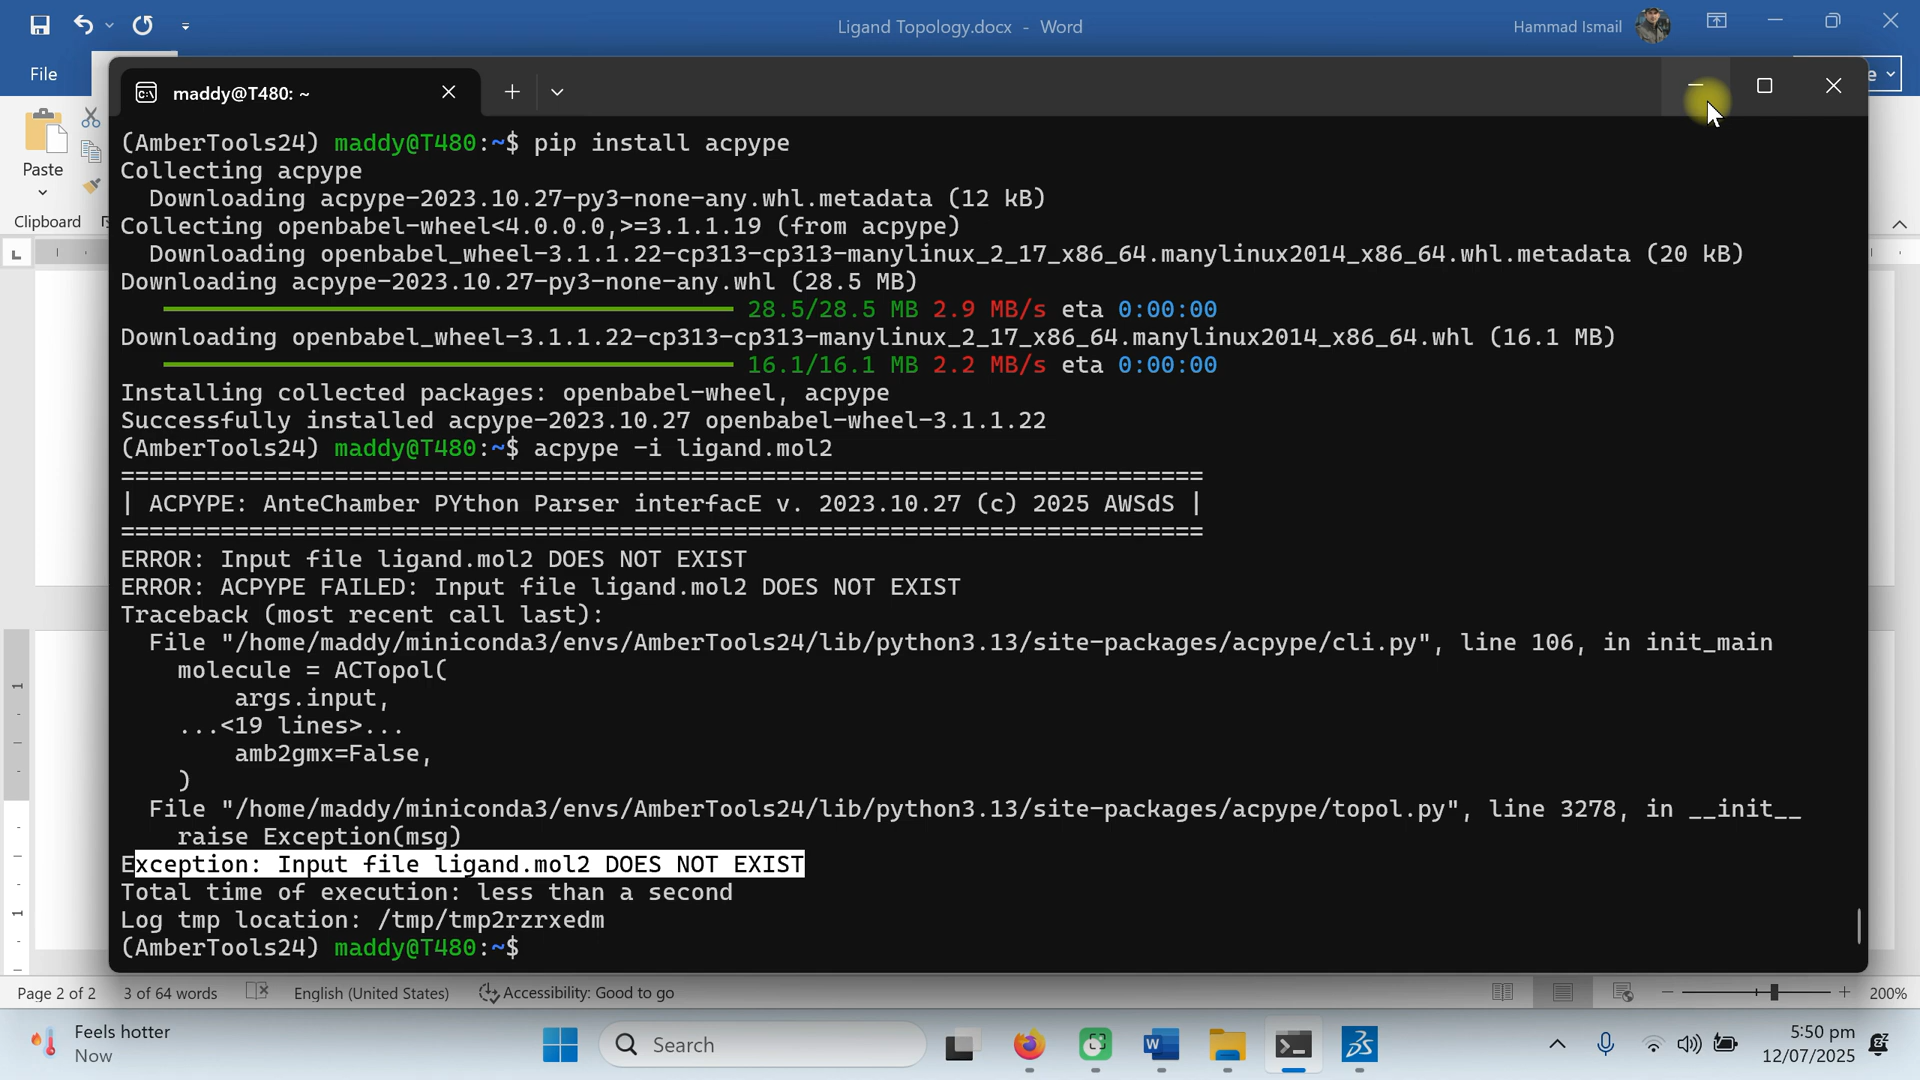 Ligand Topology.docx - Word
Hammad Ismail
File
maddy@T480: ~
Paste
Clipboard
(AmberTools24) maddy@T480:~$ pip install acpype
Collecting acpype
Downloading acpype-2023.10.27-py3-none-any.whl.metadata (12 kB)
Collecting openbabel-wheel<4.0.0.0,>=3.1.1.19 (from acpype)
Downloading openbabel_wheel-3.1.1.22-cp313-cp313-manylinux_2_17_x86_64.manylinux2014_x86_64.whl.metadata (20 kB)
Downloading acpype-2023.10.27-py3-none-any.whl (28.5 MB)
28.5/28.5 MB 2.9 MB/s eta 0:00:00
Downloading openbabel_wheel-3.1.1.22-cp313-cp313-manylinux_2_17_x86_64.manylinux2014_x86_64.whl (16.1 MB)
16.1/16.1 MB 2.2 MB/s eta 0:00:00
Installing collected packages: openbabel-wheel, acpype
Successfully installed acpype-2023.10.27 openbabel-wheel-3.1.1.22
(AmberTools24) maddy@T480:~$ acpype -i ligand.mol2
============================================================================
| ACPYPE: AnteChamber PYthon Parser interfacE v. 2023.10.27 (c) 2025 AWSdS |
============================================================================
ERROR: Input file ligand.mol2 DOES NOT EXIST
ERROR: ACPYPE FAILED: Input file ligand.mol2 DOES NOT EXIST
Traceback (most recent call last):
File "/home/maddy/miniconda3/envs/AmberTools24/lib/python3.13/site-packages/acpype/cli.py", line 106, in init_main
molecule = ACTopol(
args.input,
...<19 lines>...
amb2gmx=False,
)
File "/home/maddy/miniconda3/envs/AmberTools24/lib/python3.13/site-packages/acpype/topol.py", line 3278, in __init__
raise Exception(msg)
Exception: Input file ligand.mol2 DOES NOT EXIST
Total time of execution: less than a second
Log tmp location: /tmp/tmp2rzrxedm
(AmberTools24) maddy@T480:~$
Page 2 of 2 3 of 64 words English (United States) Accessibility: Good to go 200%
Feels hotter
Now
Search
5:50 pm
12/07/2025